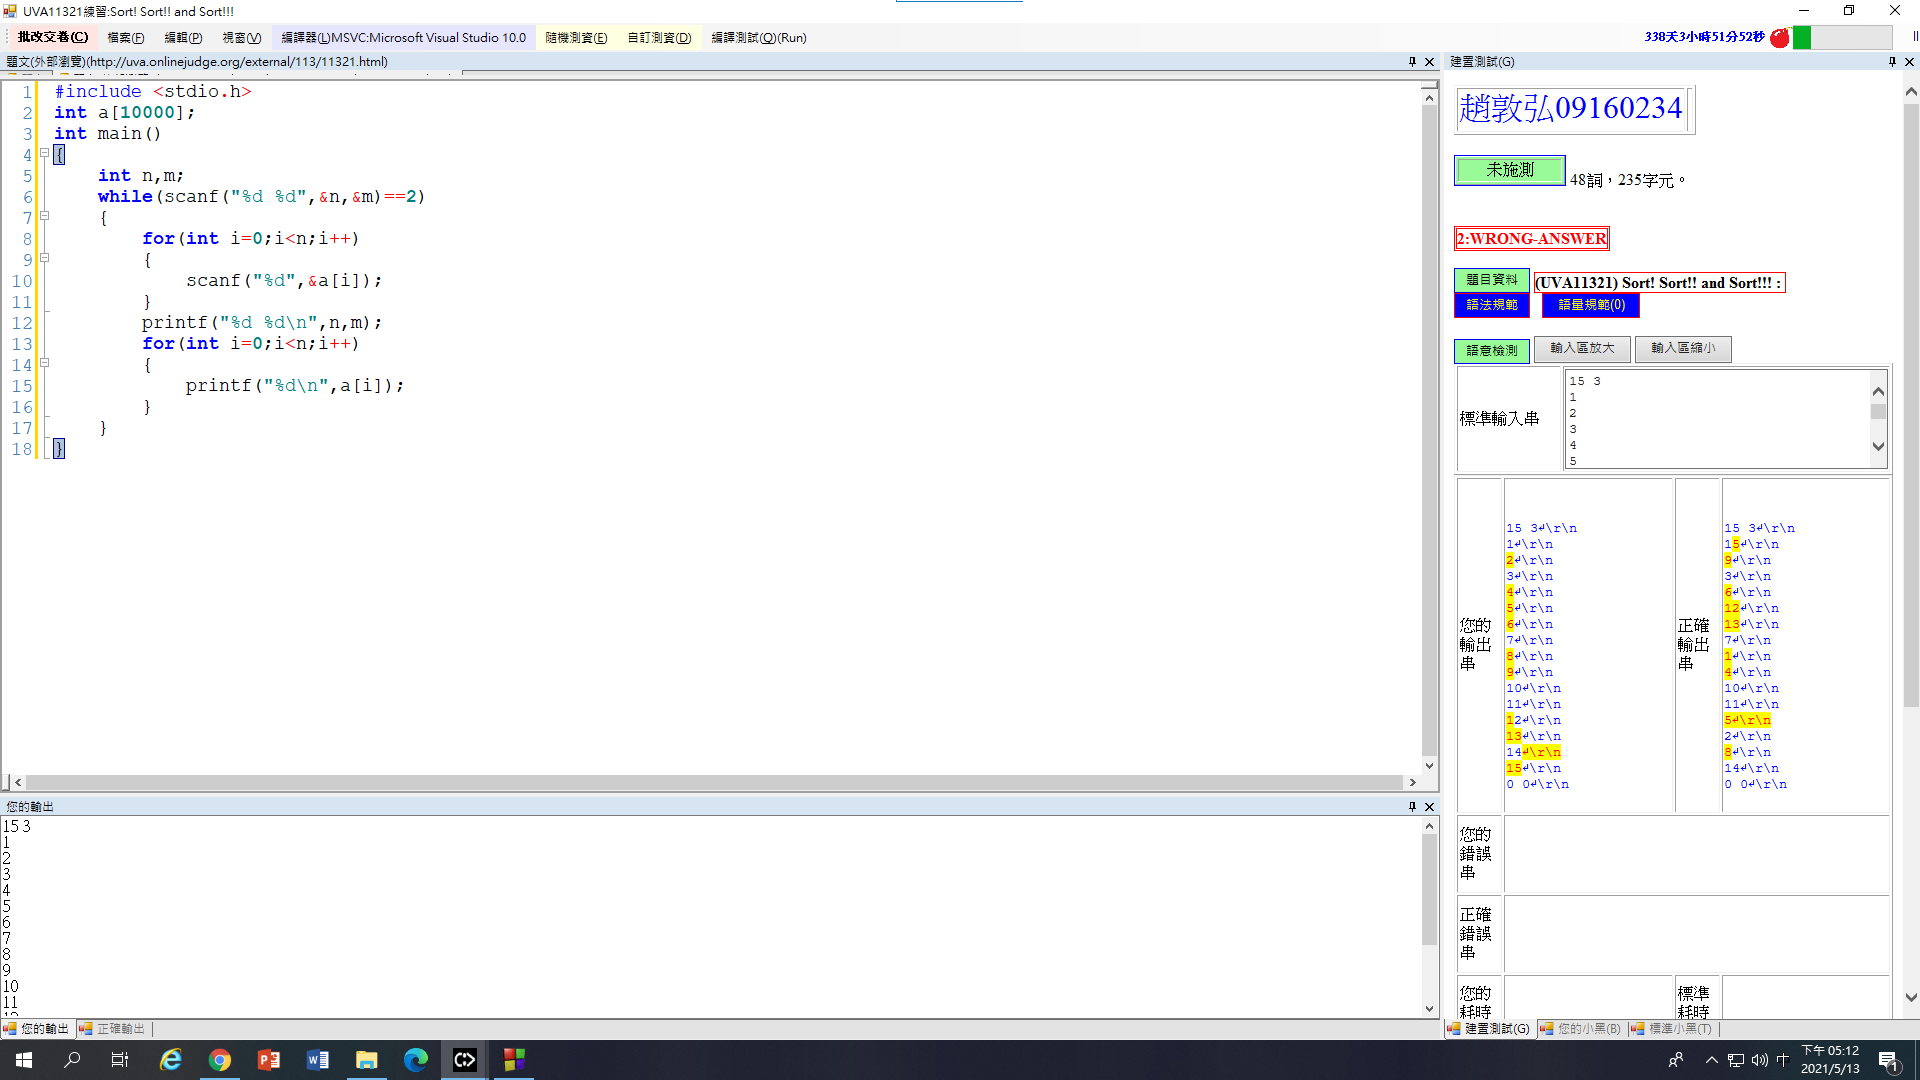 UVA11321練習:Sort! Sort!! and Sort!!!
批改交卷(C) 檔案(F) 編輯(P) 視窗(V) 編譯器(L)MSVC:Microsoft Visual Studio 10.0 隨機測資(E) 自訂測資(D) 編譯測試(Q)(Run)
338天3小時51分52秒
題文(外部瀏覽)(http://uva.onlinejudge.org/external/113/11321.html)
1 #include <stdio.h>
2 int a[10000];
3 int main()
4 {
5 int n,m;
6 while(scanf("%d %d",&n,&m)==2)
7 {
8 for(int i=0;i<n;i++)
9 {
10 scanf("%d",&a[i]);
11 }
12 printf("%d %d\n",n,m);
13 for(int i=0;i<n;i++)
14 {
15 printf("%d\n",a[i]);
16 }
17 }
18 }
您的輸出
15 3
1
2
3
4
5
6
7
8
9
10
11
您的輸出 正確輸出
建置測試(G)
趙敦弘09160234
未施測 48詞，235字元。
2:WRONG-ANSWER
題目資料 (UVA11321) Sort! Sort!! and Sort!!! :
語法規範 語量規範(0)
語意檢測 輸入區放大 輸入區縮小
標準輸入串
15 3
1
2
3
4
5
您的輸出串
15 3↲\r\n
1↲\r\n
2↲\r\n
3↲\r\n
4↲\r\n
5↲\r\n
6↲\r\n
7↲\r\n
8↲\r\n
9↲\r\n
10↲\r\n
11↲\r\n
12↲\r\n
13↲\r\n
14↲\r\n
15↲\r\n
0 0↲\r\n
正確輸出串
15 3↲\r\n
15↲\r\n
9↲\r\n
3↲\r\n
6↲\r\n
12↲\r\n
13↲\r\n
7↲\r\n
1↲\r\n
4↲\r\n
10↲\r\n
11↲\r\n
5↲\r\n
2↲\r\n
8↲\r\n
14↲\r\n
0 0↲\r\n
您的錯誤串
正確錯誤串
您的耗時
標準耗時
建置測試(G) 您的小黑(B) 標準小黑(T)
中
下午 05:12
2021/5/13
1